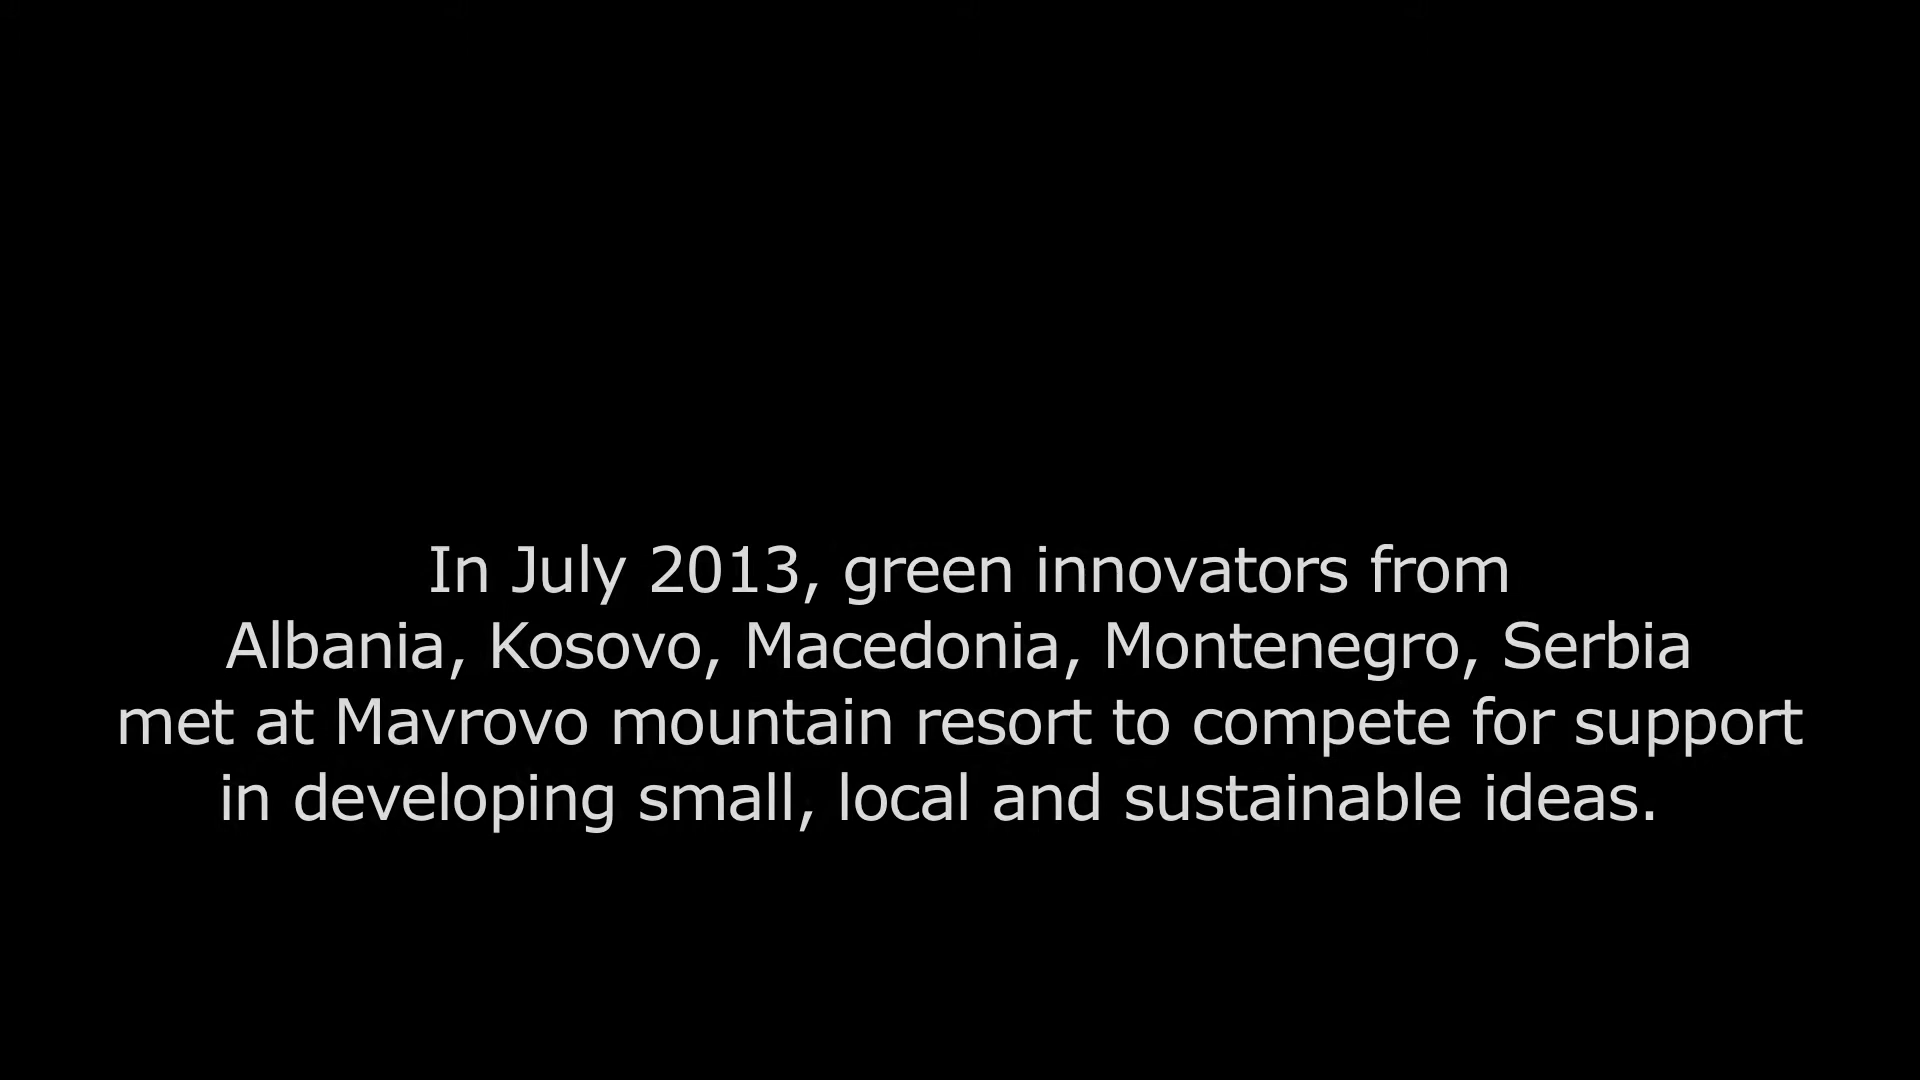 In July 2013, green innovators from
Albania, Kosovo, Macedonia, Montenegro, Serbia
met at Mavrovo mountain resort to compete for support
in developing small, local and sustainable ideas.